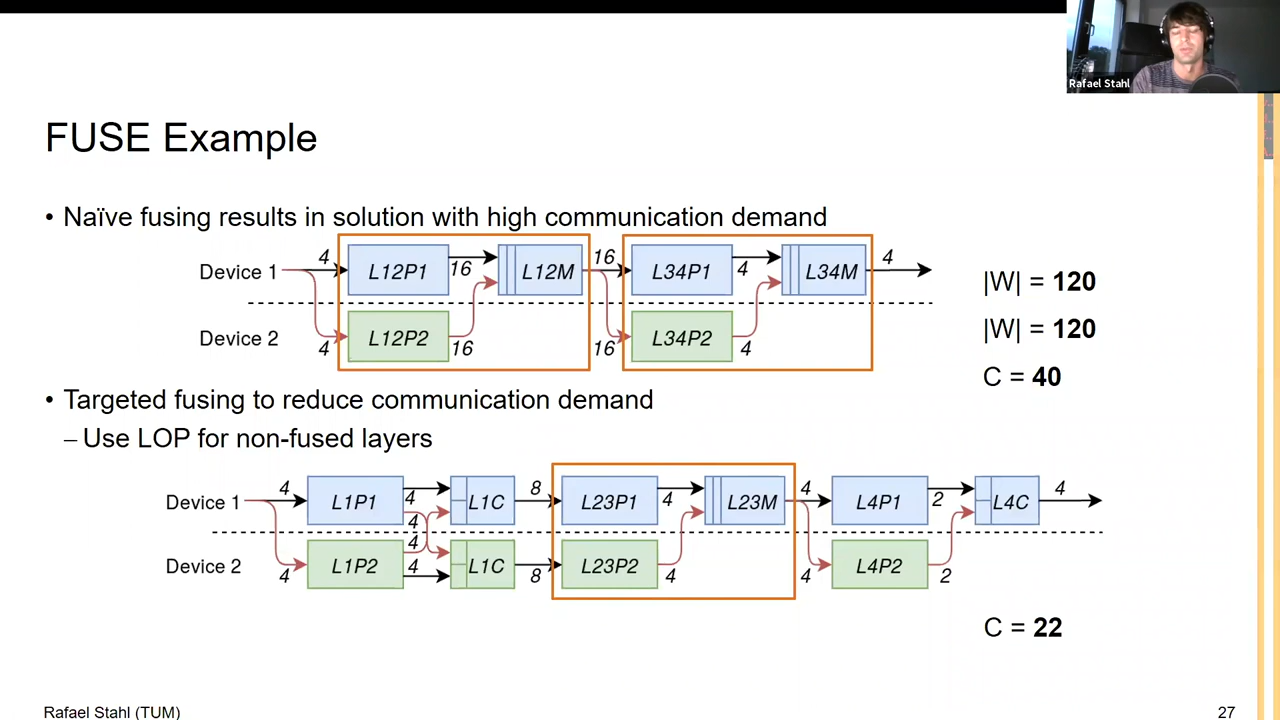 Rafael Stahl
FUSE Example
• Naïve fusing results in solution with high communication demand
Device 1
4
L12P1
16
L12M
16
L34P1
4
L34M
4
Device 2
4
L12P2
16
16
L34P2
4
|W| = 120
|W| = 120
C = 40
• Targeted fusing to reduce communication demand
– Use LOP for non-fused layers
Device 1
4
L1P1
4
4
L1C
8
L23P1
4
L23M
4
L4P1
2
L4C
4
Device 2
4
L1P2
4
4
L1C
8
L23P2
4
4
L4P2
2
C = 22
Rafael Stahl (TUM)
27